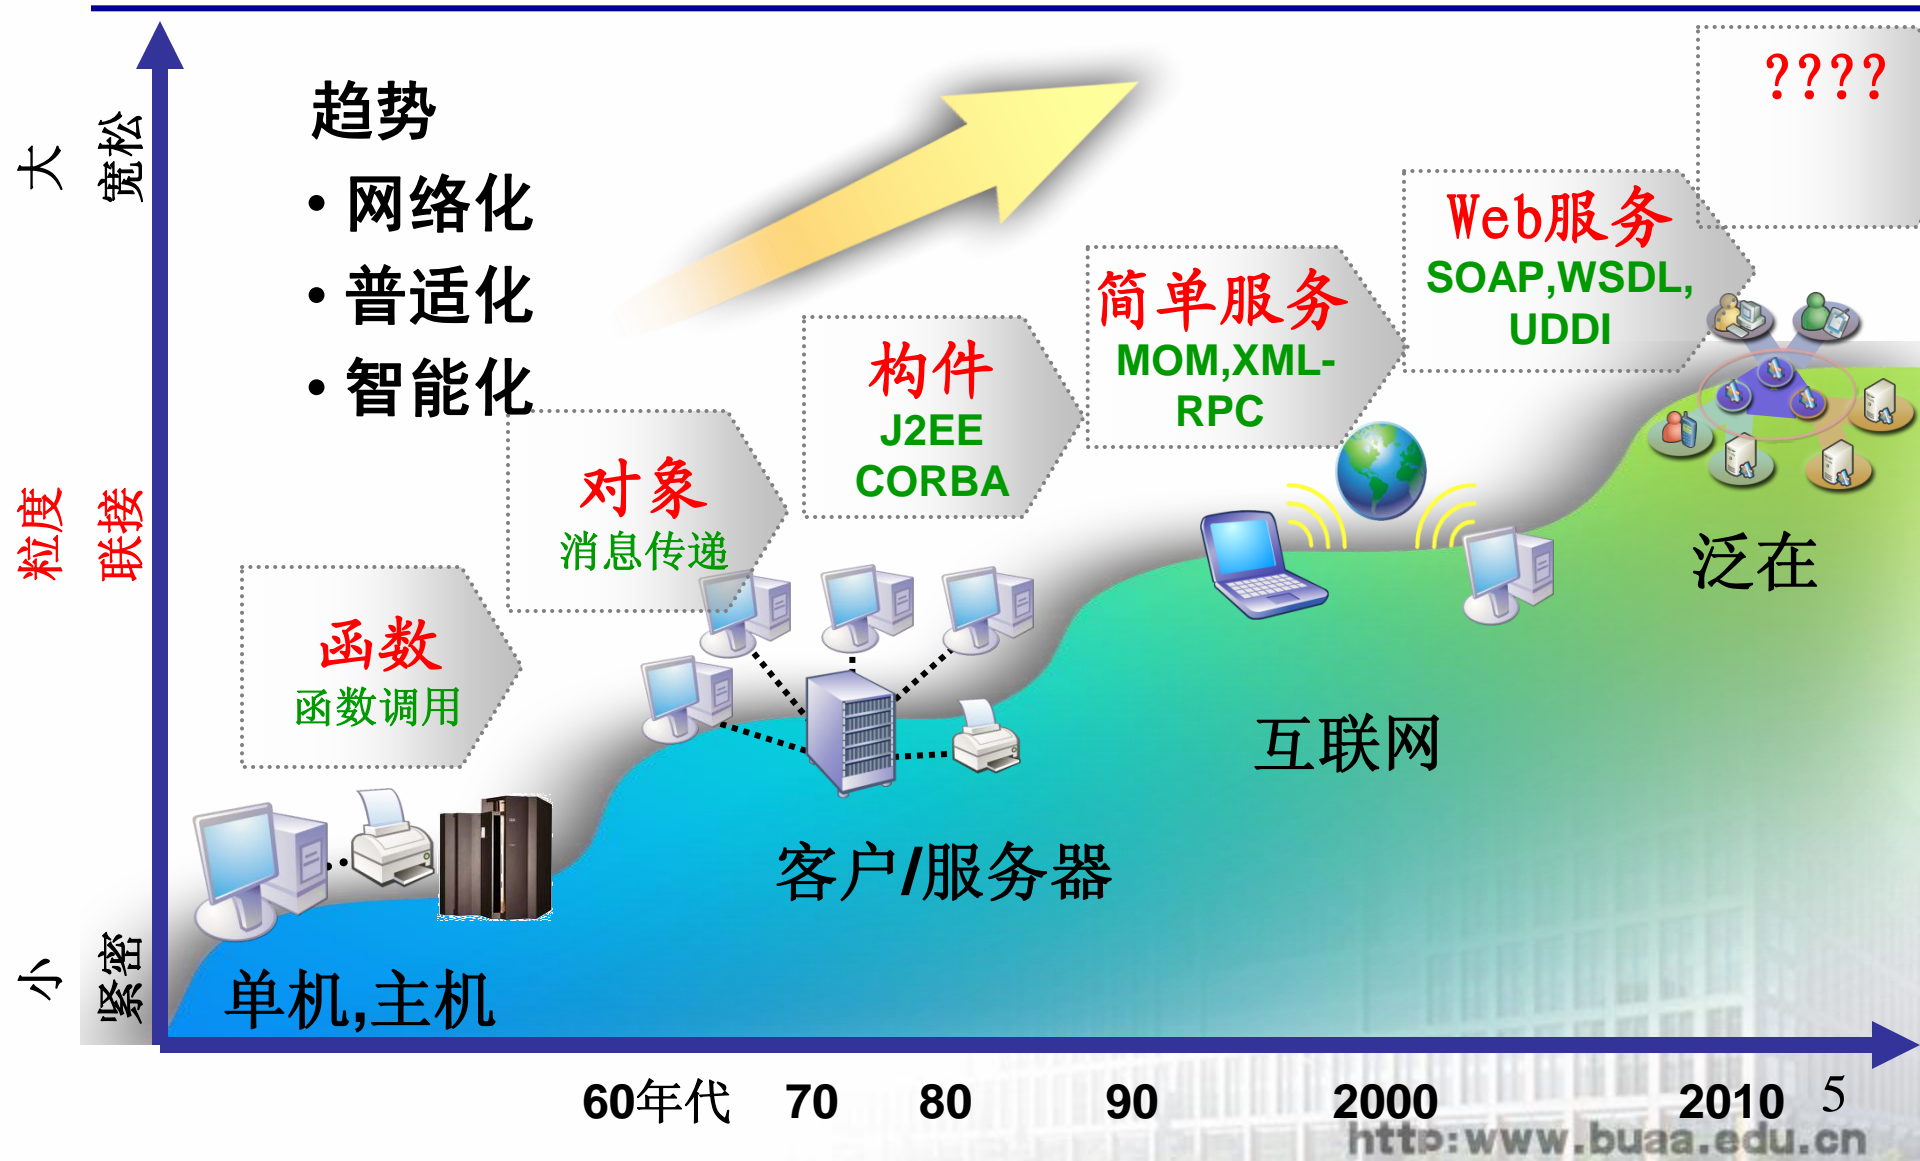 趋势
• 网络化
• 普适化
• 智能化
????
Web服务
SOAP,WSDL,
UDDI
简单服务
MOM,XML-
RPC
构件
J2EE
CORBA
对象
消息传递
函数
函数调用
大
宽松
粒度
联接
小
紧密
泛在
互联网
客户/服务器
单机,主机
60年代
70
80
90
2000
2010
5
http:www.buaa.edu.cn